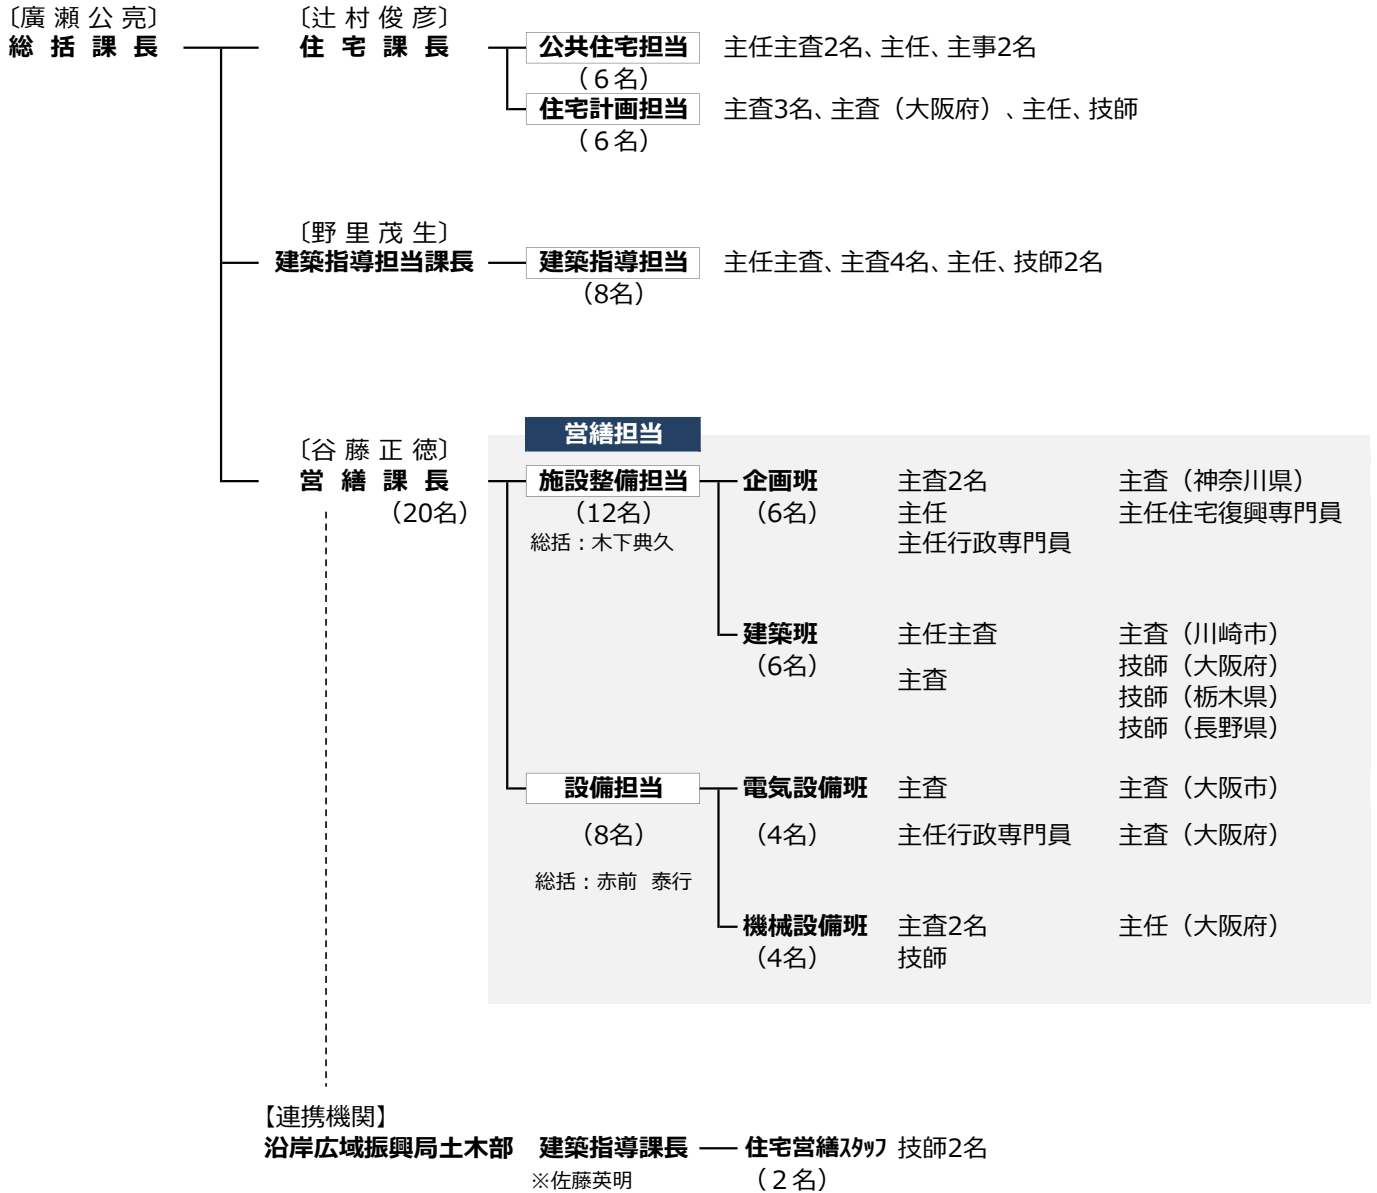 〔廣 瀬 公 亮〕 〔辻 村 俊 彦〕
総 括 課 長 住 宅 課 長 公共住宅担当 主任主査2名、主任、主事2名
（６名）
住宅計画担当 主査3名、主査（大阪府）、主任、技師
（６名）
〔野 里 茂 生〕
建築指導担当課長 建築指導担当 主任主査、主査4名、主任、技師2名
（8名）
営繕担当
〔谷 藤 正 徳〕
営 繕 課 長 施設整備担当 企画班 主査2名 主査（神奈川県）
（20名） （12名） （6名） 主任 主任住宅復興専門員
総括：木下典久 主任行政専門員
建築班 主任主査 主査（川崎市）
（6名） 技師（大阪府）
主査
技師（栃木県）
技師（長野県）
設備担当 電気設備班 主査 主査（大阪市）
（8名） （4名） 主任行政専門員 主査（大阪府）
総括：赤前 泰行
機械設備班 主査2名 主任（大阪府）
（4名） 技師
【連携機関】
沿岸広域振興局土木部 建築指導課長 住宅営繕ｽﾀｯﾌ 技師2名
※佐藤英明 （２名）